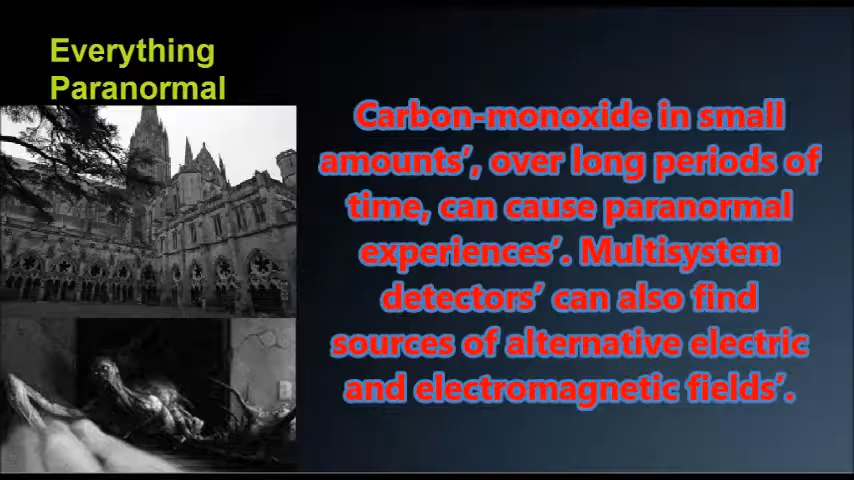 Everything
Paranormal
Carbon-monoxide in small
amounts’, over long periods of
time, can cause paranormal
experiences’. Multisystem
detectors’ can also find
sources of alternative electric
and electromagnetic fields’.